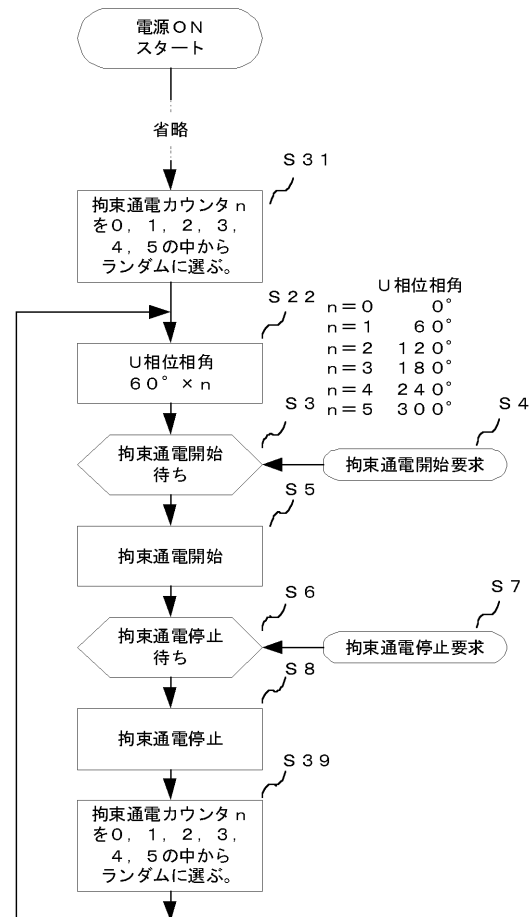 電源ON
スタート
省略
S31
拘束通電カウンタn
を0, 1, 2, 3,
4, 5の中から
ランダムに選ぶ。
S22
U相位相角
60°×n
U相位相角
n=0 0°
n=1 60°
n=2 120°
n=3 180°
n=4 240°
n=5 300°
S3
拘束通電開始
待ち
S4
拘束通電開始要求
S5
拘束通電開始
S6
拘束通電停止
待ち
S7
拘束通電停止要求
S8
拘束通電停止
S39
拘束通電カウンタn
を0, 1, 2, 3,
4, 5の中から
ランダムに選ぶ。